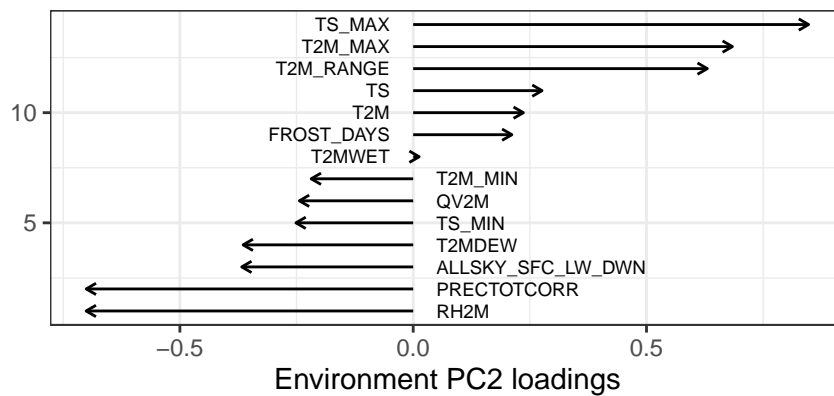 TS_MAX
T2M_MAX
T2M_RANGE
TS
10
T2M
FROST_DAYS
T2MWET
T2M_MIN
QV2M
5
TS_MIN
T2MDEW
ALLSKY_SFC_LW_DWN
PRECTOTCORR
RH2M
−0.5 0.0 0.5
Environment PC2 loadings